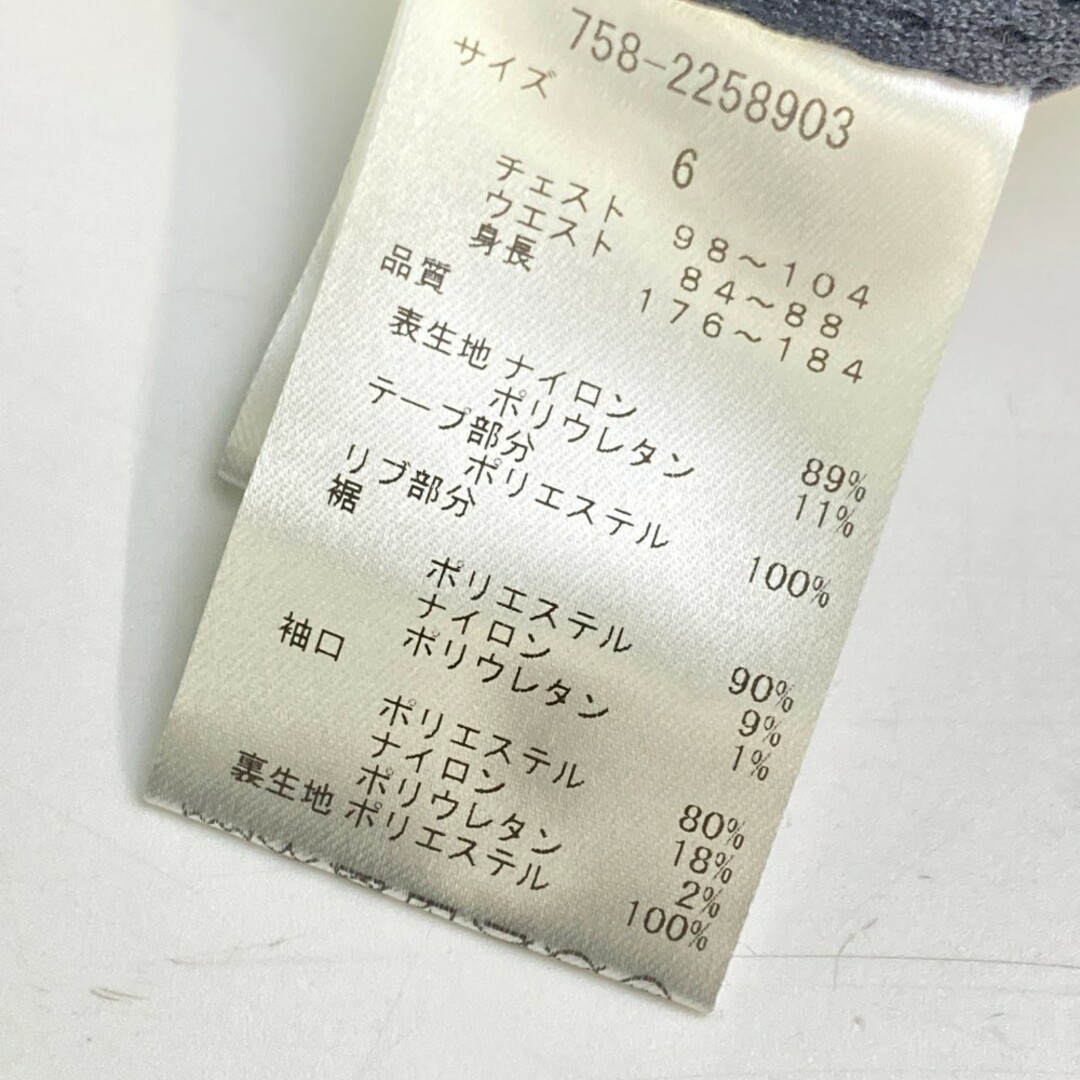 758-2258903
サイズ
6
チェスト 98~104
ウエスト 84~88
身長 176~184
品質
表生地 ナイロン 89%
ポリウレタン 11%
テープ部分
ポリエステル 100%
リブ部分
裾
ポリエステル 90%
ナイロン 9%
ポリウレタン 1%
袖口
ポリエステル 80%
ナイロン 18%
ポリウレタン 2%
裏生地 ポリエステル 100%